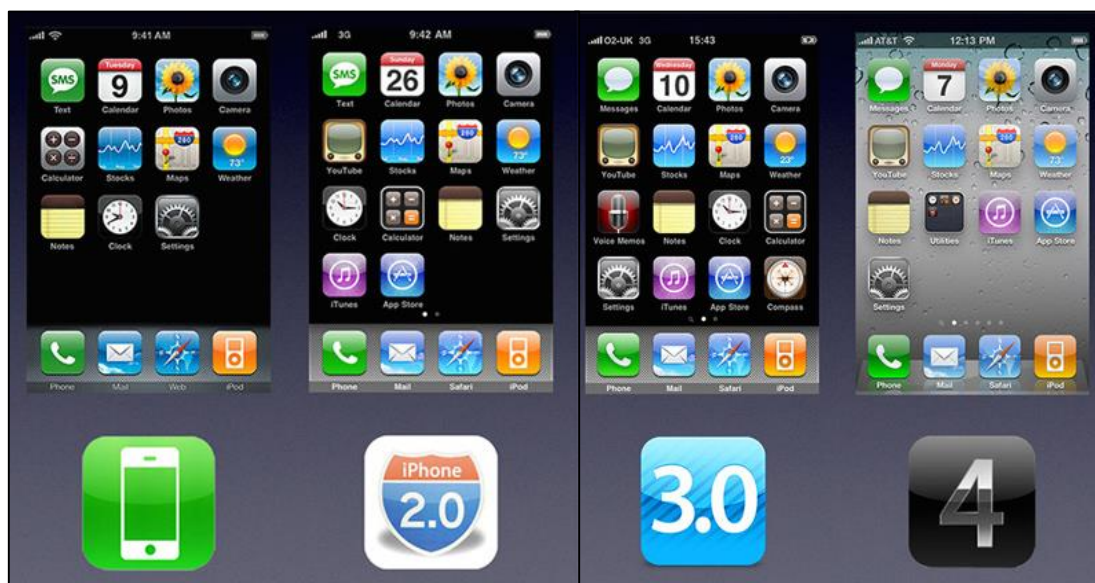 9:41 AM
SMS
Tuesday
9
Text Calendar Photos Camera
280
73°
Calculator Stocks Maps Weather
Notes Clock Settings
Phone Mail Web iPod
3G 9:42 AM
SMS
Sunday
26
Text Calendar Photos Camera
280
73°
YouTube Stocks Maps Weather
Clock Calculator Notes Settings
iTunes App Store
Phone Mail Safari iPod
iPhone
2.0
O2-UK 3G 15:43
Wednesday
10
Messages Calendar Photos Camera
280
23°
YouTube Stocks Maps Weather
Voice Memos Notes Clock Calculator
Settings iTunes App Store Compass
Phone Mail Safari iPod
3.0
AT&T 12:13 PM
Monday
7
Messages Calendar Photos Camera
280
73°
YouTube Stocks Maps Weather
Notes Utilities iTunes App Store
Settings
Phone Mail Safari iPod
4